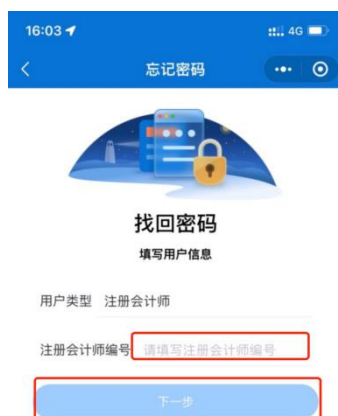 16:03 4G
忘记密码
找回密码
填写用户信息
用户类型 注册会计师
注册会计师编号 请填写注册会计师编号
下一步